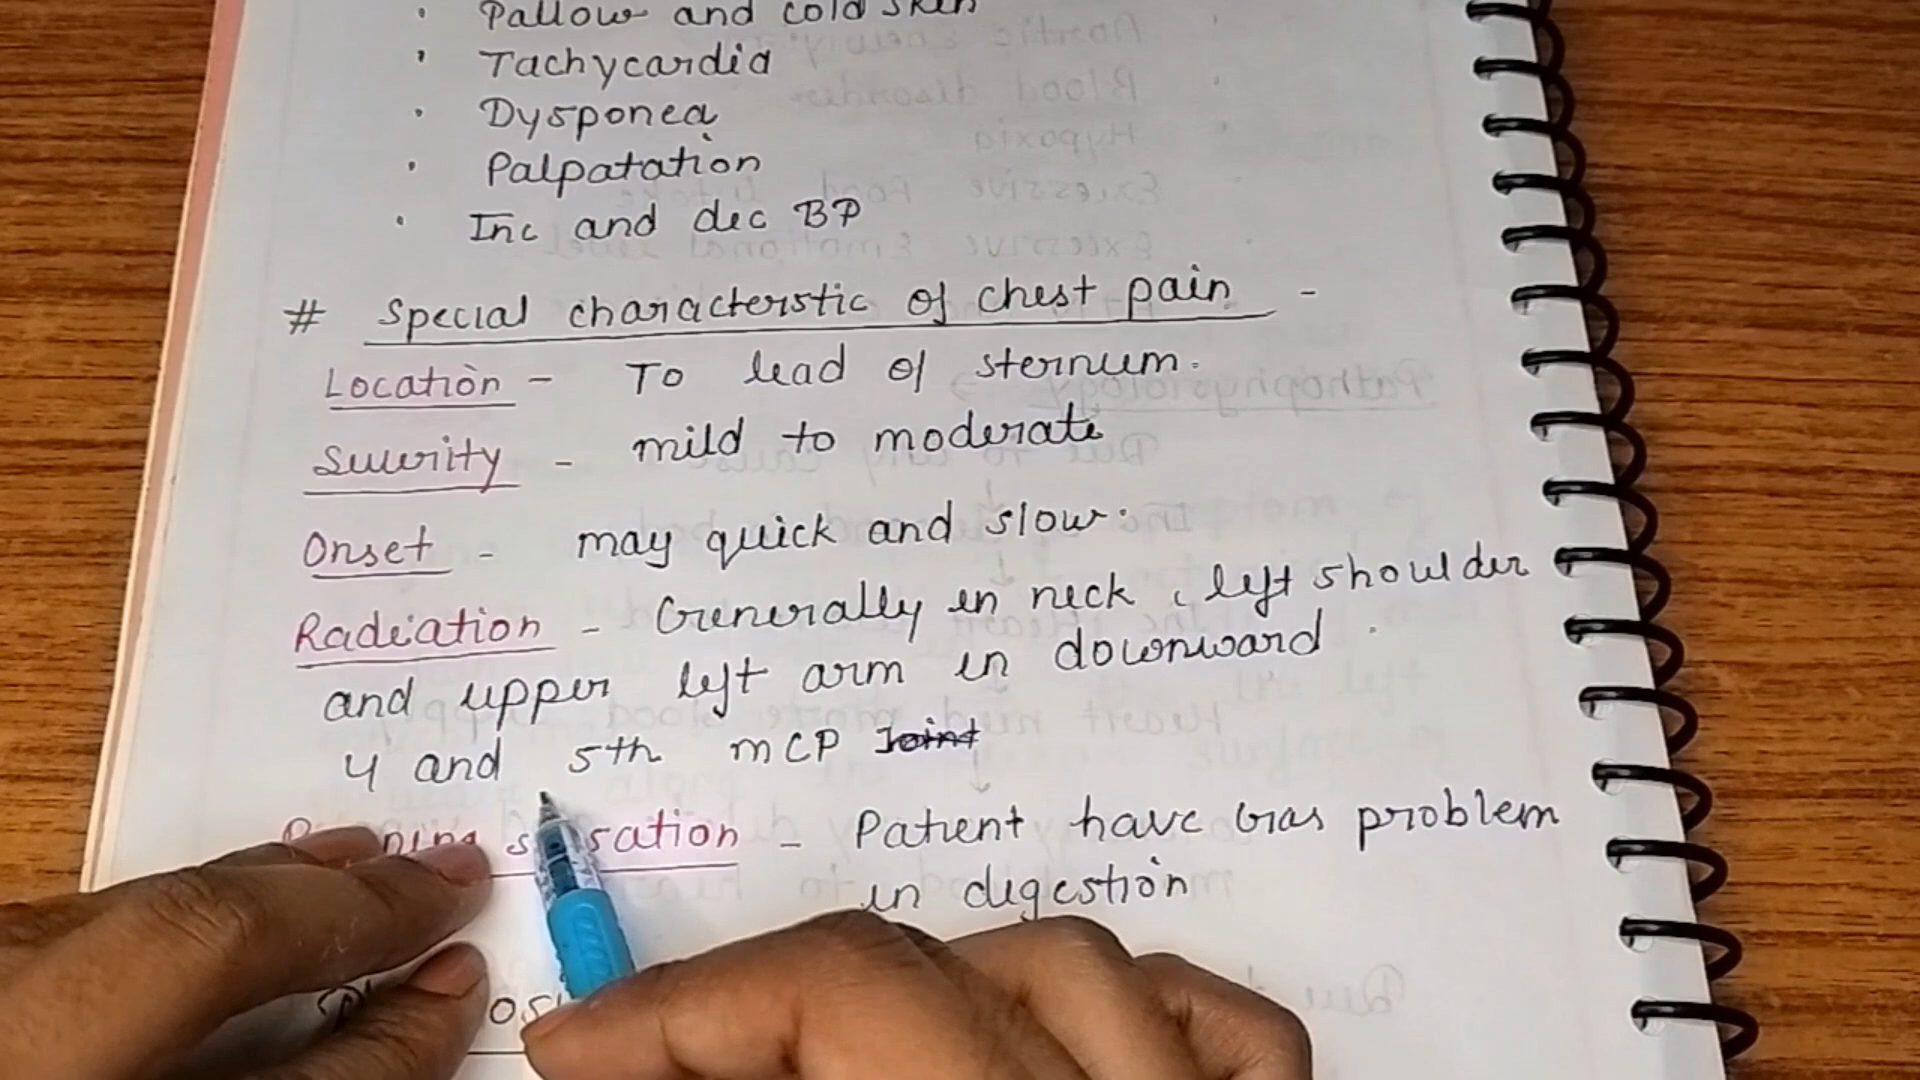 • Pallow and cold skin
• Tachycardia
• Dysponea
• Palpatation
• Inc and dec BP
# Special characterstic of chest pain -
Location - To lead of sternum.
Suverity - mild to moderate
Onset - may quick and slow.
Radiation - Generally in neck, left shoulder
and upper left arm in downward.
4 and 5th MCP Joint
sation - Patient have Gras problem
in digestion